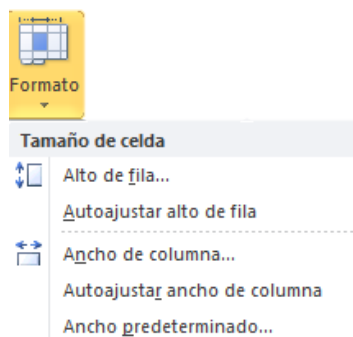 Formato
Tamaño de celda
Alto de fila...
Autoajustar alto de fila
Ancho de columna...
Autoajustar ancho de columna
Ancho predeterminado...